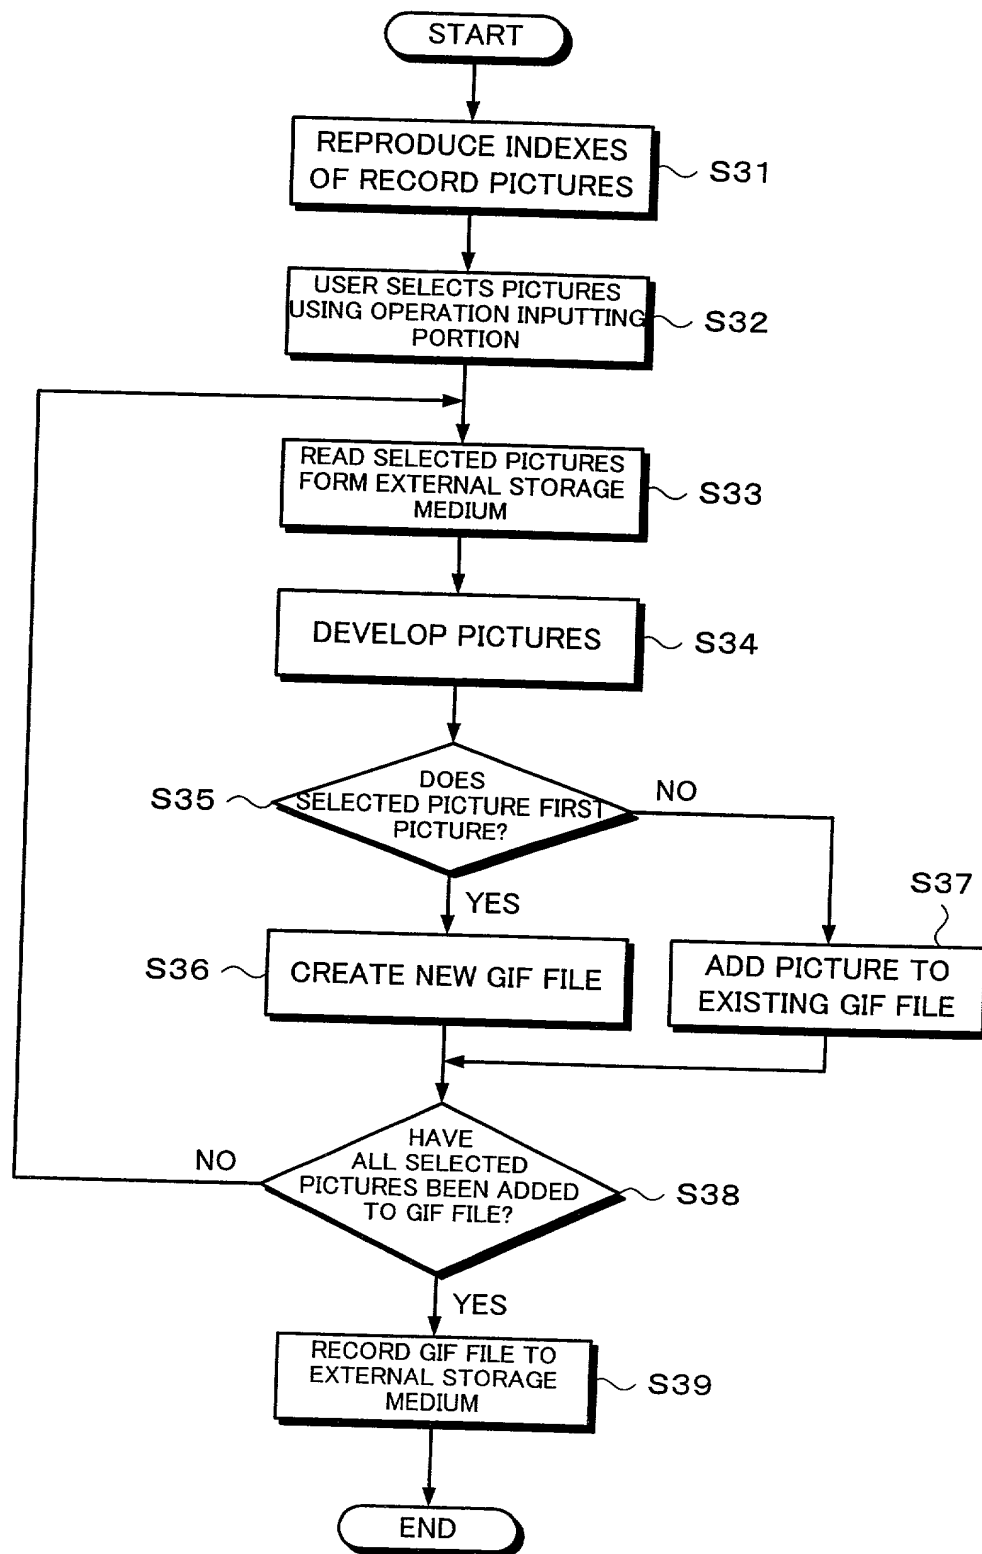 START
REPRODUCE INDEXES
OF RECORD PICTURES
S31
USER SELECTS PICTURES
USING OPERATION INPUTTING
PORTION
S32
READ SELECTED PICTURES
FORM EXTERNAL STORAGE
MEDIUM
S33
DEVELOP PICTURES
S34
S35
DOES
SELECTED PICTURE FIRST
PICTURE?
NO
YES
S37
S36
CREATE NEW GIF FILE
ADD PICTURE TO
EXISTING GIF FILE
HAVE
ALL SELECTED
PICTURES BEEN ADDED
TO GIF FILE?
NO
S38
YES
RECORD GIF FILE TO
EXTERNAL STORAGE
MEDIUM
S39
END